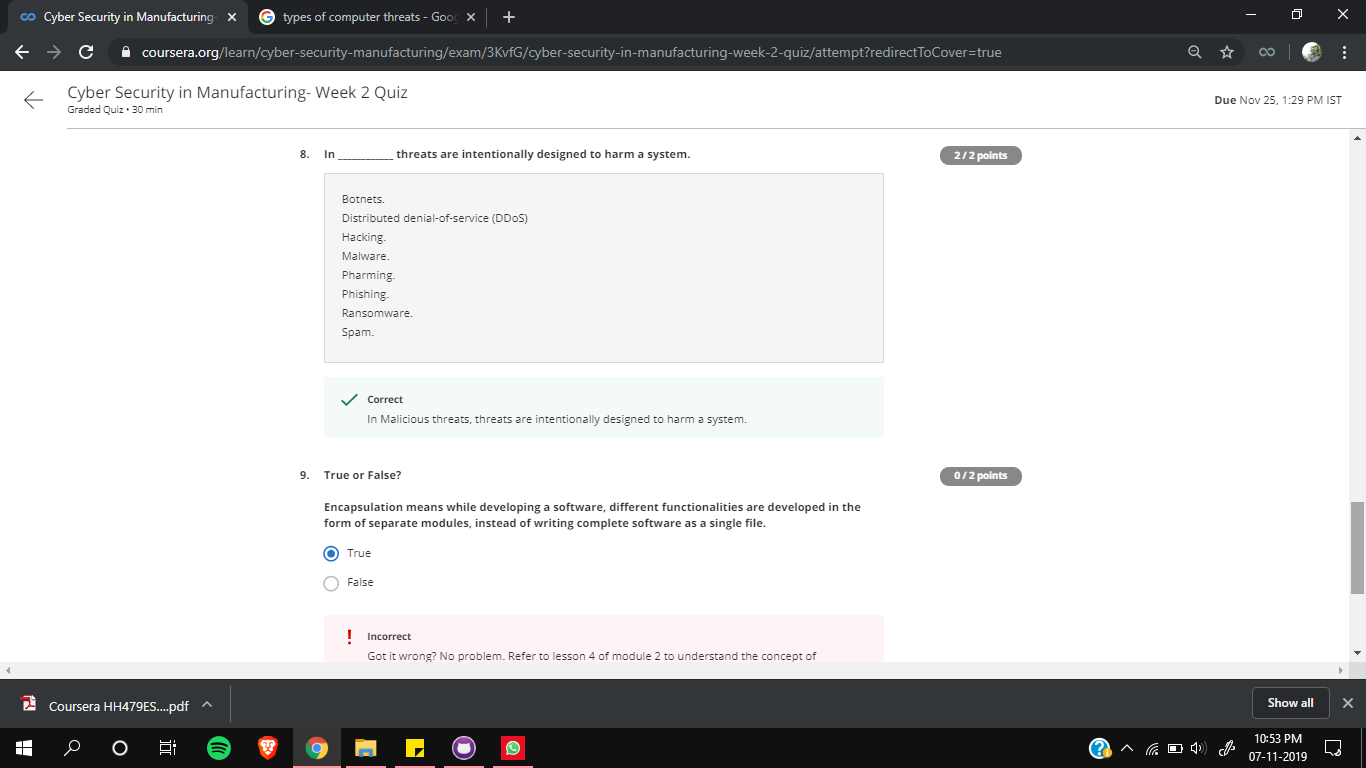 Cyber Security in Manufacturing-
types of computer threats - Goo
coursera.org/learn/cyber-security-manufacturing/exam/3KvfG/cyber-security-in-manufacturing-week-2-quiz/attempt?redirectToCover=true
Cyber Security in Manufacturing- Week 2 Quiz
Graded Quiz • 30 min
Due Nov 25, 1:29 PM IST
8. In ____________ threats are intentionally designed to harm a system.
2 / 2 points
Botnets.
Distributed denial-of-service (DDoS)
Hacking.
Malware.
Pharming.
Phishing.
Ransomware.
Spam.
Correct
In Malicious threats, threats are intentionally designed to harm a system.
9. True or False?
0 / 2 points
Encapsulation means while developing a software, different functionalities are developed in the
form of separate modules, instead of writing complete software as a single file.
True
False
Incorrect
Got it wrong? No problem. Refer to lesson 4 of module 2 to understand the concept of
Coursera HH479ES....pdf
Show all
10:53 PM
07-11-2019